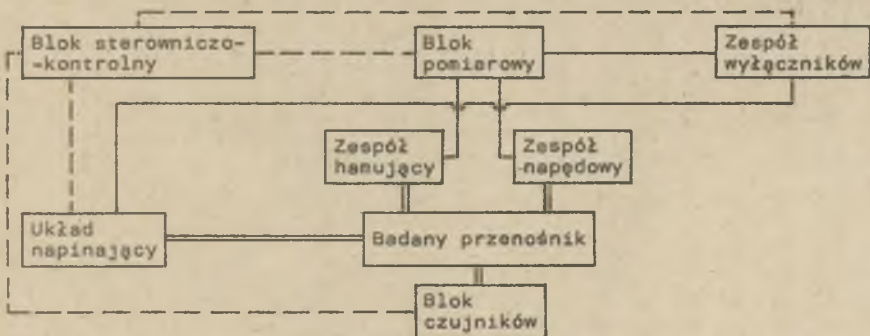 Blok sterowniczo-
-kontrolny
Blok
pomiarowy
Zespół
wyłączników
Zespół
hamujący
Zespół
napędowy
Układ
napinający
Badany przenośnik
Blok
czujników